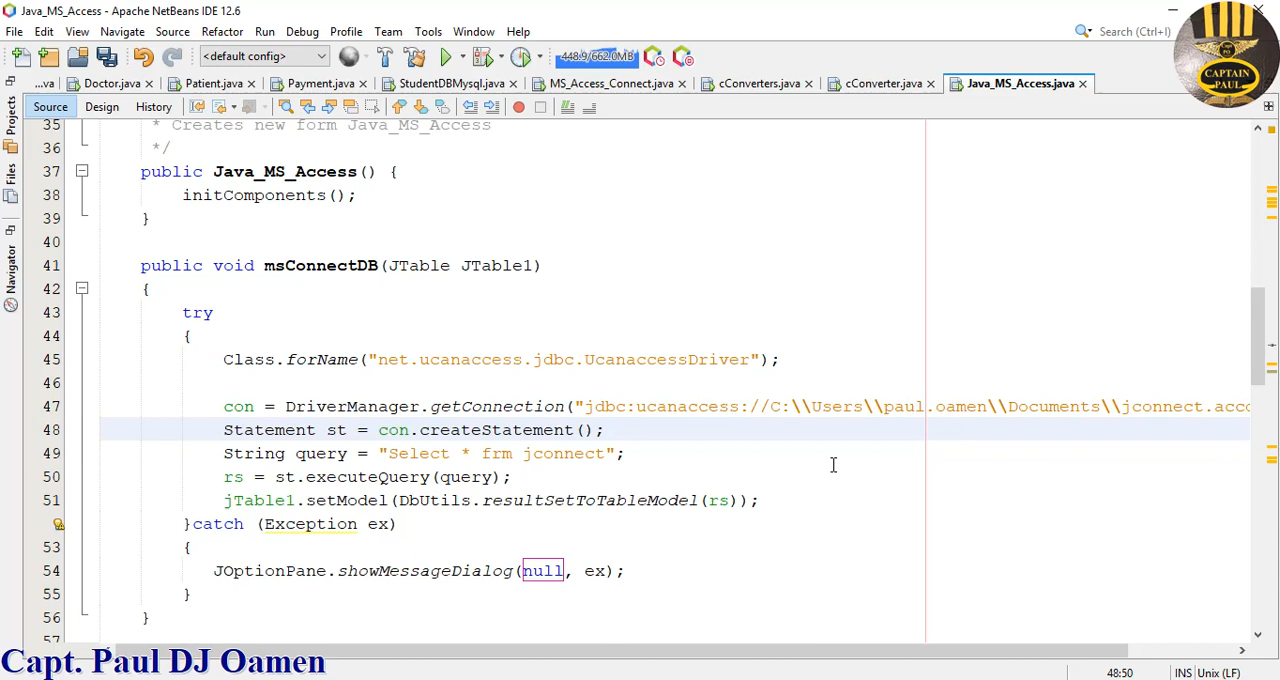 Java_MS_Access - Apache NetBeans IDE 12.6
File Edit View Navigate Source Refactor Run Debug Profile Team Tools Window Help
Search (Ctrl+I)
<default config>
448.9/662.0MB
...va Doctor.java Patient.java Payment.java StudentDBMysql.java MS_Access_Connect.java cConverters.java cConverter.java Java_MS_Access.java
Source Design History
CAPTAIN PAUL
Projects
Files
Navigator
35 * Creates new form Java_MS_Access
36 */
37 public Java_MS_Access() {
38 initComponents();
39 }
40
41 public void msConnectDB(JTable JTable1)
42 {
43 try
44 {
45 Class.forName("net.ucanaccess.jdbc.UcanaccessDriver");
46
47 con = DriverManager.getConnection("jdbc:ucanaccess://C:\\Users\\paul.oamen\\Documents\\jconnect.acc
48 Statement st = con.createStatement();
49 String query = "Select * frm jconnect";
50 rs = st.executeQuery(query);
51 jTable1.setModel(DbUtils.resultSetToTableModel(rs));
}catch (Exception ex)
53 {
54 JOptionPane.showMessageDialog(null, ex);
55 }
56 }
57
Capt. Paul DJ Oamen
48:50 INS Unix (LF)